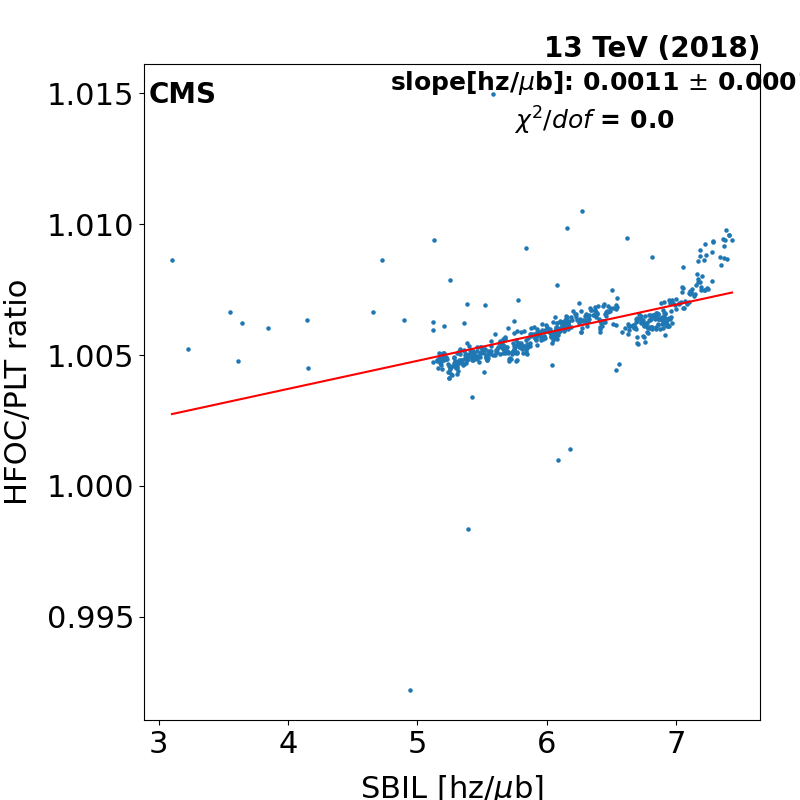 13 TeV (2018)
CMS
slope[hz/μb]: 0.0011 ± 0.000
χ²/dof = 0.0
1.015
1.010
1.005
1.000
0.995
HFOC/PLT ratio
3 4 5 6 7
SBIL [hz/μb]